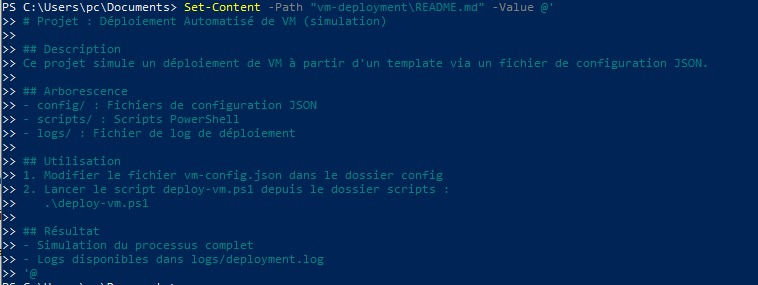 PS C:\Users\pc\Documents> Set-Content -Path "vm-deployment\README.md" -Value @'
>> # Projet : Déploiement Automatisé de VM (simulation)
>>
>> ## Description
>> Ce projet simule un déploiement de VM à partir d'un template via un fichier de configuration JSON.
>>
>> ## Arborescence
>> - config/ : Fichiers de configuration JSON
>> - scripts/ : Scripts PowerShell
>> - logs/ : Fichier de log de déploiement
>>
>> ## Utilisation
>> 1. Modifier le fichier vm-config.json dans le dossier config
>> 2. Lancer le script deploy-vm.ps1 depuis le dossier scripts :
>>    .\deploy-vm.ps1
>>
>> ## Résultat
>> - Simulation du processus complet
>> - Logs disponibles dans logs/deployment.log
>> '@